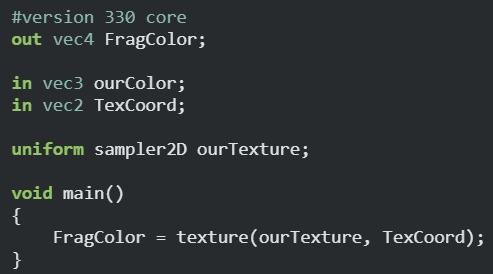 #version 330 core
out vec4 FragColor;

in vec3 ourColor;
in vec2 TexCoord;

uniform sampler2D ourTexture;

void main()
{
    FragColor = texture(ourTexture, TexCoord);
}